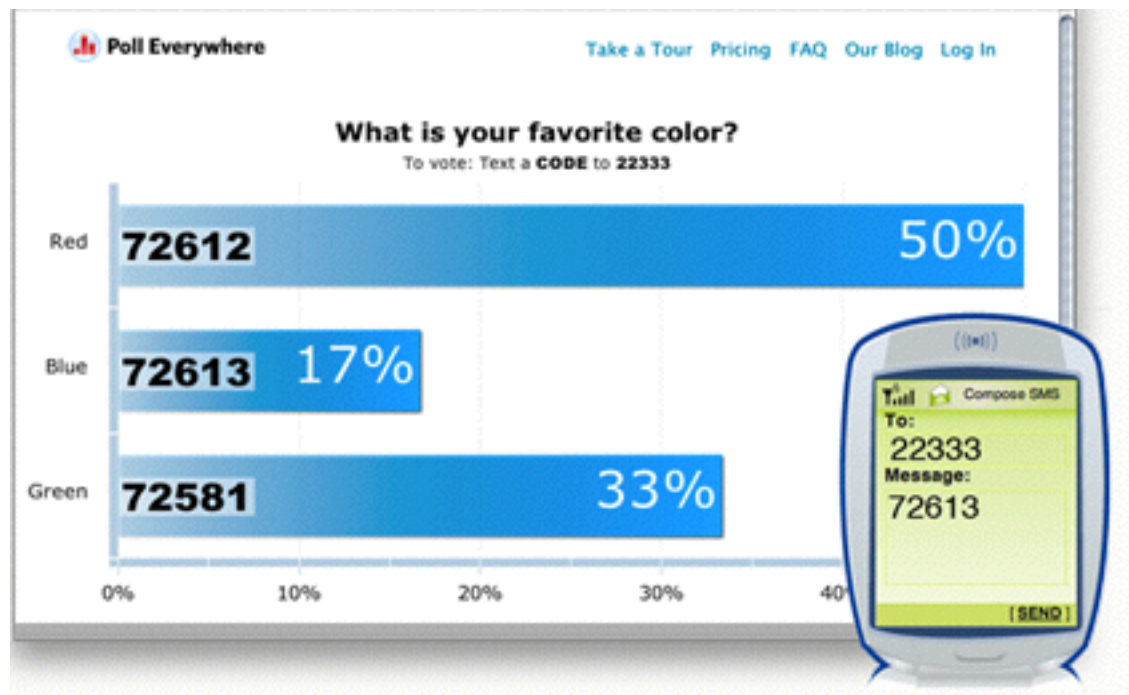 Poll Everywhere
Take a Tour Pricing FAQ Our Blog Log In
What is your favorite color?
To vote: Text a CODE to 22333
Red 72612 50%
Blue 72613 17%
Green 72581 33%
0% 10% 20% 30%
Compose SMS
To:
22333
Message:
72613
[SEND]